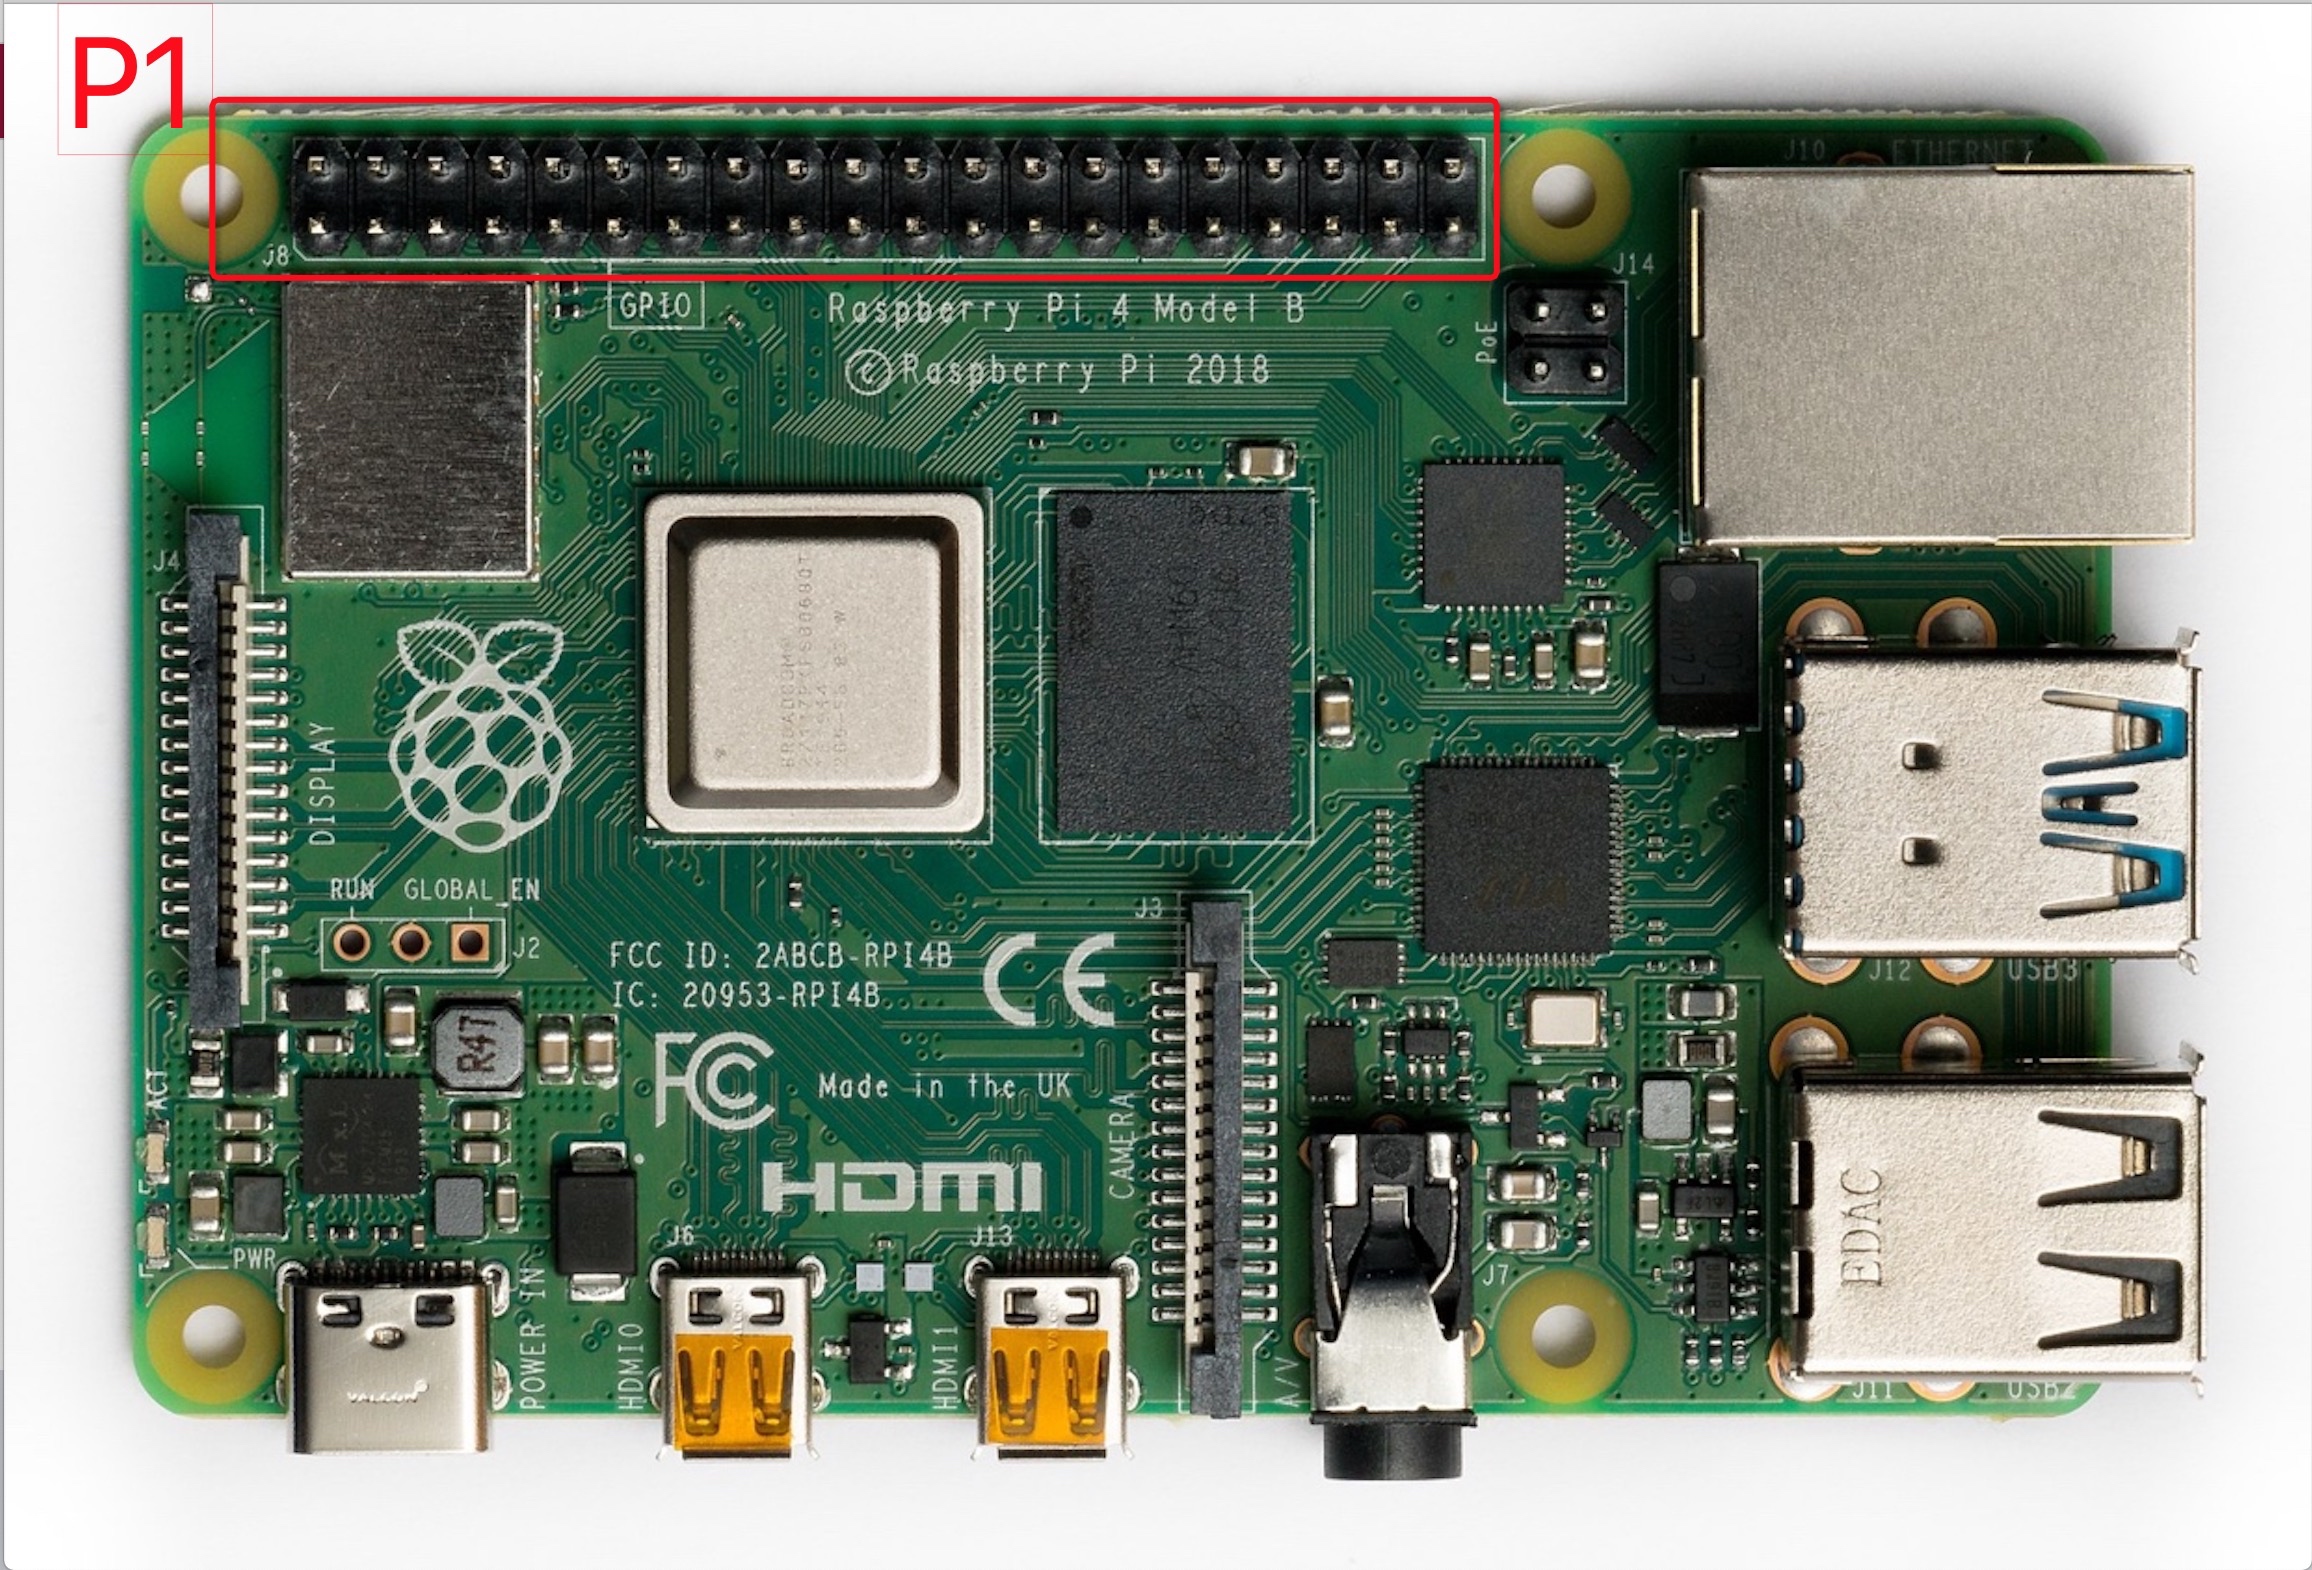 P1
J10 ETHERNET
J8
J14
GPIO
Raspberry Pi 4 Model B
PoE
©Raspberry Pi 2018
J4
DISPLAY
RUN GLOBAL_EN
J2
J3
FCC ID: 2ABCB-RPI4B
IC: 20953-RPI4B
CE
J12 USB3
R47
FC
Made in the UK
ACT
CAMERA
HDMI
EDAC
J6
J13
PWR
J7
POWER IN
HDMI0
HDMI1
A/V
J11 USB2